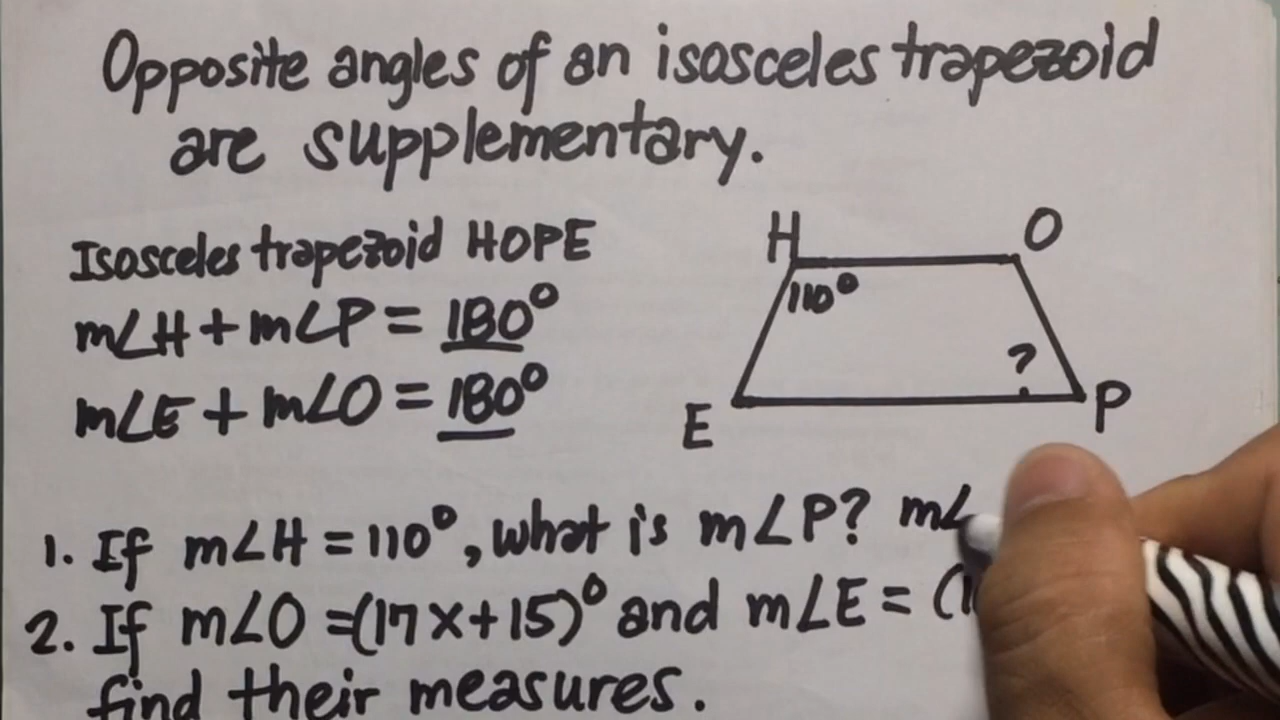 Opposite angles of an isosceles trapezoid
are supplementary.
Isosceles trapezoid HOPE
m∠H + m∠P = 180°
m∠E + m∠O = 180°
H
O
110°
?
E
P
1. If m∠H = 110°, what is m∠P? m∠
2. If m∠O =(17x+15)° and m∠E = (1
find their measures.